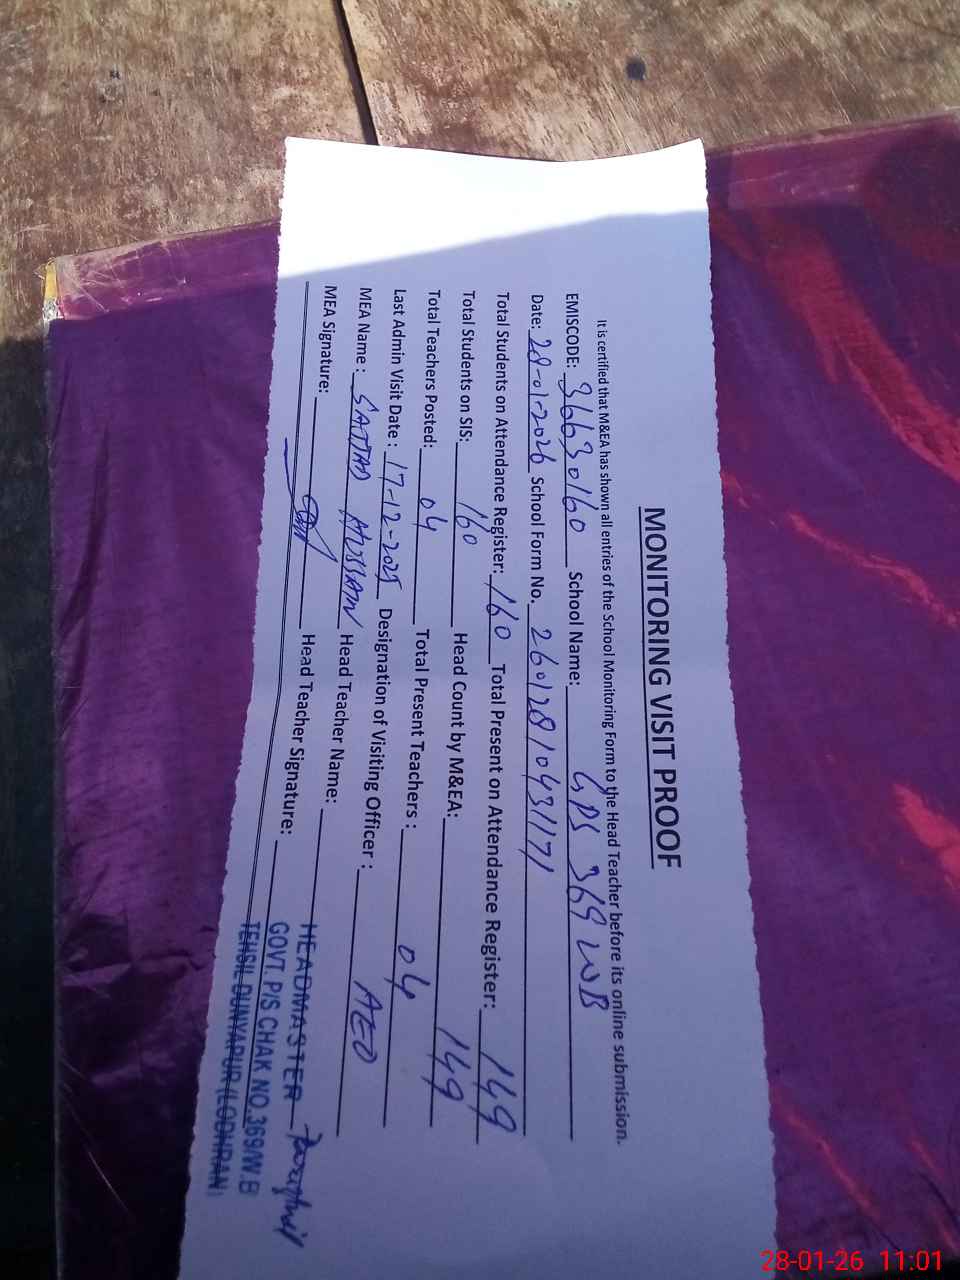 MONITORING VISIT PROOF
It is certified that M&EA has shown all entries of the School Monitoring Form to the Head Teacher before its online submission.
EMISCODE: 36630160 School Name: GPS 369 WB
Date: 28-01-2026 School Form No. 26012810431171
Total Students on Attendance Register: 160 Total Present on Attendance Register: 149
Total Students on SIS: 160 Head Count by M&EA: 149
Total Teachers Posted: 04 Total Present Teachers : 04
Last Admin Visit Date : 17-12-2025 Designation of Visiting Officer : AEO
MEA Name : SATTAD HUSSAIN Head Teacher Name:
MEA Signature: Head Teacher Signature:
HEADMASTER
GOVT. P/S CHAK NO.369/W.B
TEHSIL DUNYAPUR (LODHRAN)
28-01-26 11:01